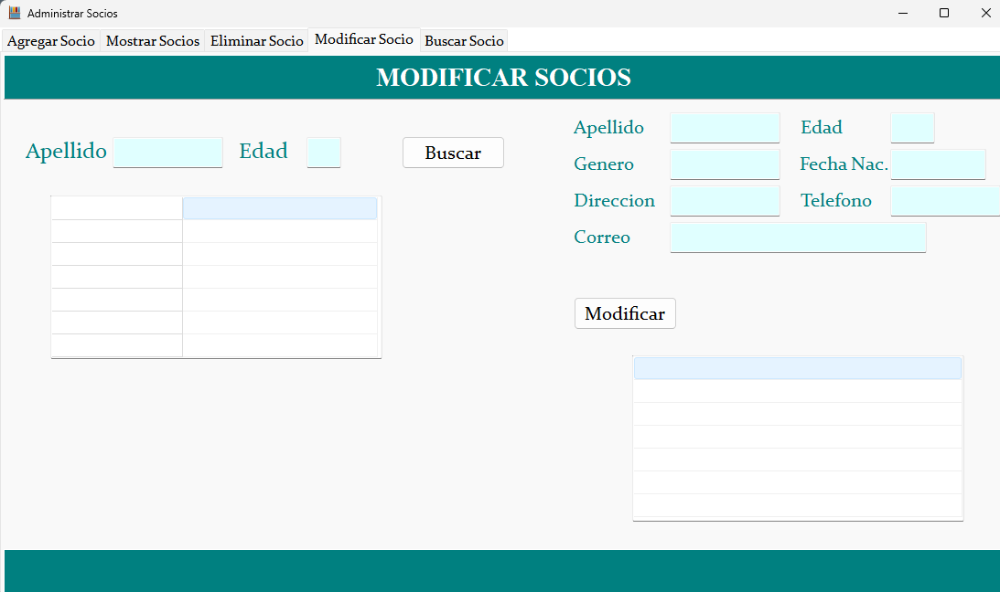 Administrar Socios
Agregar Socio Mostrar Socios Eliminar Socio Modificar Socio Buscar Socio
MODIFICAR SOCIOS
Apellido Edad Buscar
Apellido Edad
Genero Fecha Nac.
Direccion Telefono
Correo
Modificar